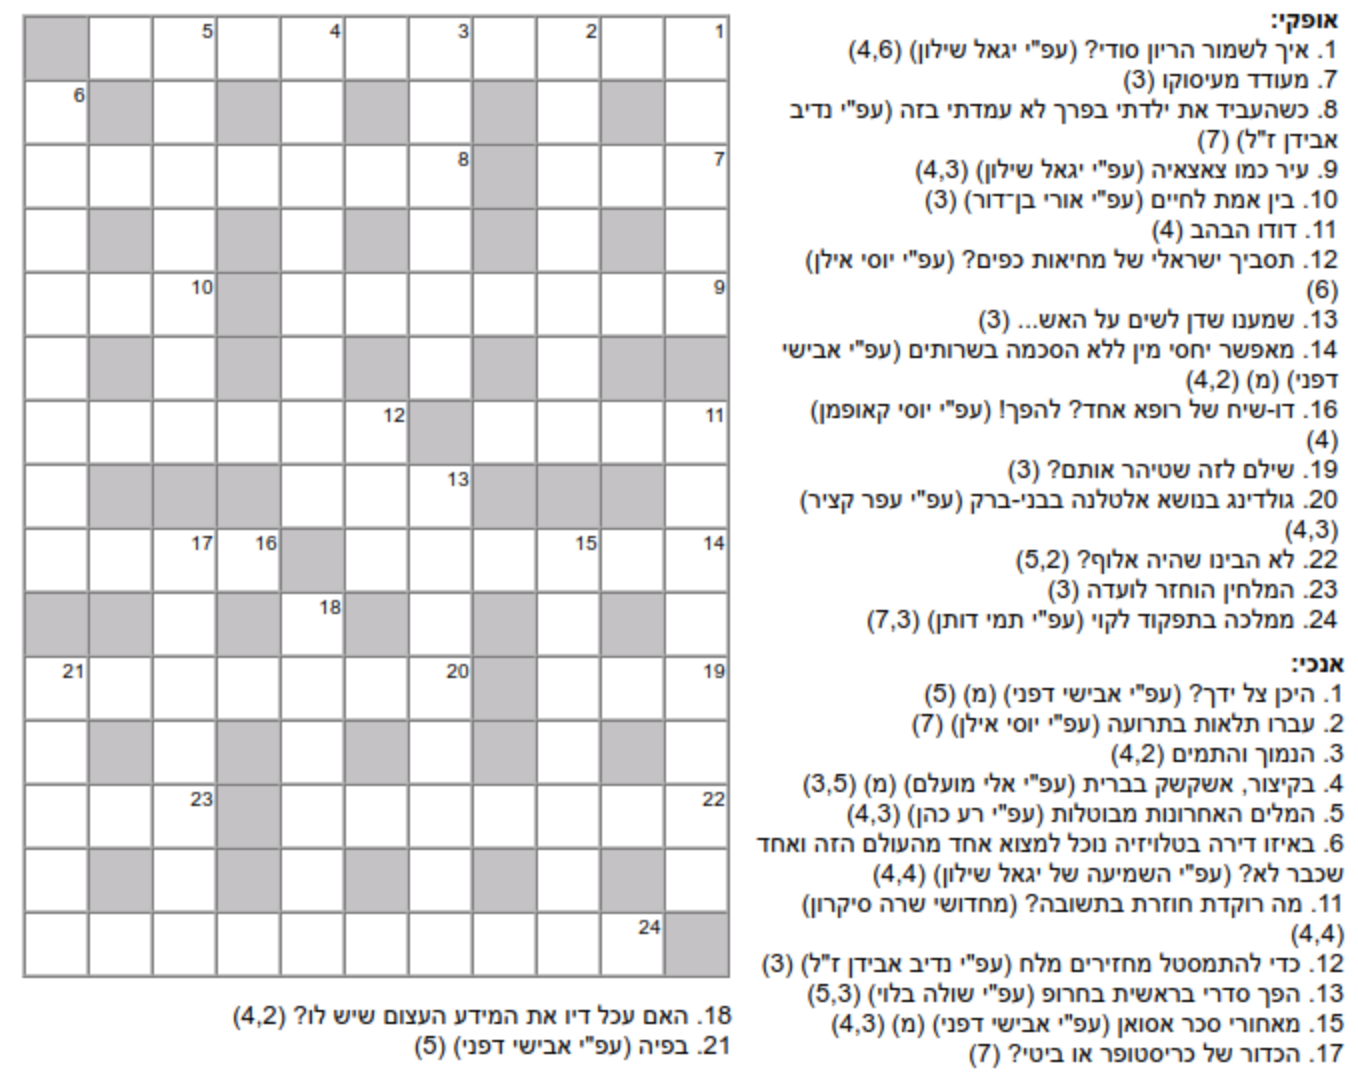 אופקי:
1. איך לשמור הריון סודי? (עפ"י יגאל שילון) (4,6)
7. מעודד מעיסוקו (3)
8. כשהעביד את ילדתי בפרך לא עמדתי בזה (עפ"י נדיב
אבידן ז"ל) (7)
9. עיר כמו צאצאיה (עפ"י יגאל שילון) (4,3)
10. בין אמת לחיים (עפ"י אורי בן־דור) (3)
11. דודו הבהב (4)
12. תסביך ישראלי של מחיאות כפים? (עפ"י יוסי אילן)
(6)
13. שמענו שדן לשים על האש... (3)
14. מאפשר יחסי מין ללא הסכמה בשרותים (עפ"י אבישי
דפני) (מ) (4,2)
16. דו-שיח של רופא אחד? להפך! (עפ"י יוסי קאופמן)
(4)
19. שילם לזה שטיהר אותם? (3)
20. גולדינג בנושא אלטלנה בבני-ברק (עפ"י עפר קציר)
(4,3)
22. לא הבינו שהיה אלוף? (5,2)
23. המלחין הוחזר לועדה (3)
24. ממלכה בתפקוד לקוי (עפ"י תמי דותן) (7,3)
אנכי:
1. היכן צל ידך? (עפ"י אבישי דפני) (מ) (5)
2. עברו תלאות בתרועה (עפ"י יוסי אילן) (7)
3. הנמוך והתמים (4,2)
4. בקיצור, אשקשק בברית (עפ"י אלי מועלם) (מ) (3,5)
5. המלים האחרונות מבוטלות (עפ"י רע כהן) (4,3)
6. באיזו דירה בטלויזיה נוכל למצוא אחד מהעולם הזה ואחד
שכבר לא? (עפ"י השמיעה של יגאל שילון) (4,4)
11. מה רוקדת חוזרת בתשובה? (מחדושי שרה סיקרון)
(4,4)
12. כדי להתמסטל מחזירים מלח (עפ"י נדיב אבידן ז"ל) (3)
13. הפך סדרי בראשית בחרופ (עפ"י שולה בלוי) (5,3)
15. מאחורי סכר אסואן (עפ"י אבישי דפני) (מ) (4,3)
17. הכדור של כריסטופר או ביטי? (7)
18. האם עכל דיו את המידע העצום שיש לו? (4,2)
21. בפיה (עפ"י אבישי דפני) (5)
1 2 3 4 5
6
7 8
9 10
11 12
13
14 15 16 17
18
19 20 21
22 23
24